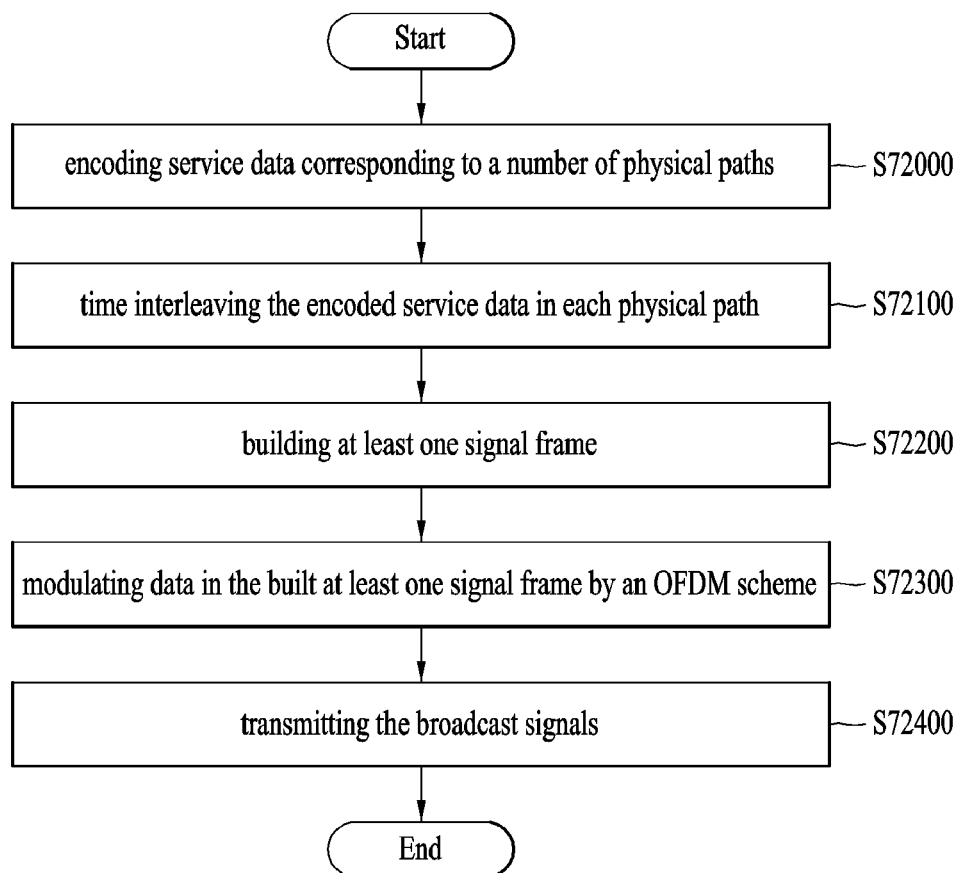 Start
encoding service data corresponding to a number of physical paths
S72000
time interleaving the encoded service data in each physical path
S72100
building at least one signal frame
S72200
modulating data in the built at least one signal frame by an OFDM scheme
S72300
transmitting the broadcast signals
S72400
End